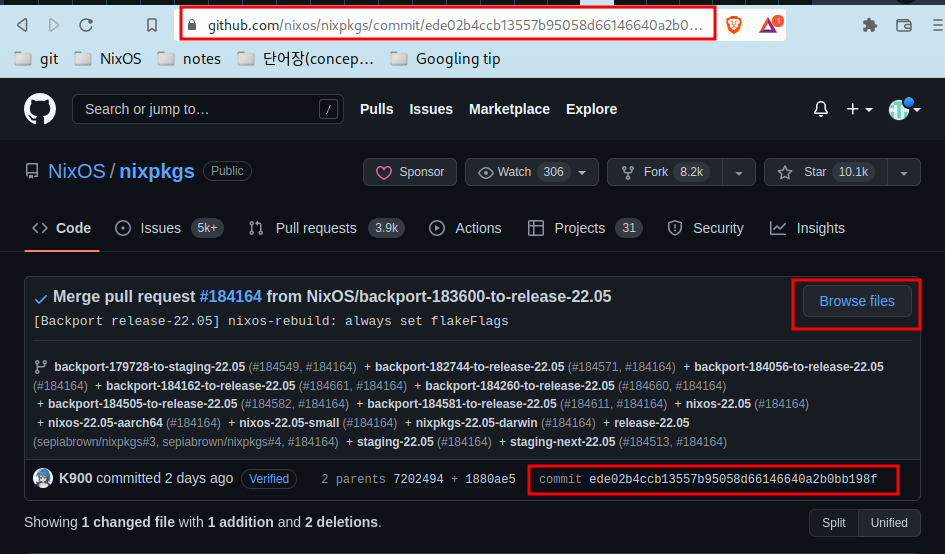 github.com/nixos/nixpkgs/commit/ede02b4ccb13557b95058d66146640a2b0... 1
git NixOS notes 단어장(concep... Googling tip
Search or jump to... / Pulls Issues Marketplace Explore
NixOS / nixpkgs Public Sponsor Watch 306 Fork 8.2k Star 10.1k
Code Issues 5k+ Pull requests 3.9k Actions Projects 31 Security Insights
Merge pull request #184164 from NixOS/backport-183600-to-release-22.05 Browse files
[Backport release-22.05] nixos-rebuild: always set flakeFlags
backport-179728-to-staging-22.05 (#184549, #184164) + backport-182744-to-release-22.05 (#184571, #184164) + backport-184056-to-release-22.05
(#184164) + backport-184162-to-release-22.05 (#184661, #184164) + backport-184260-to-release-22.05 (#184660, #184164)
+ backport-184505-to-release-22.05 (#184582, #184164) + backport-184581-to-release-22.05 (#184611, #184164) + nixos-22.05 (#184164)
+ nixos-22.05-aarch64 (#184164) + nixos-22.05-small (#184164) + nixpkgs-22.05-darwin (#184164) + release-22.05
(sepiabrown/nixpkgs#3, sepiabrown/nixpkgs#4, #184164) + staging-22.05 (#184164) + staging-next-22.05 (#184513, #184164)
K900 committed 2 days ago Verified 2 parents 7202494 + 1880ae5 commit ede02b4ccb13557b95058d66146640a2b0bb198f
Showing 1 changed file with 1 addition and 2 deletions. Split Unified